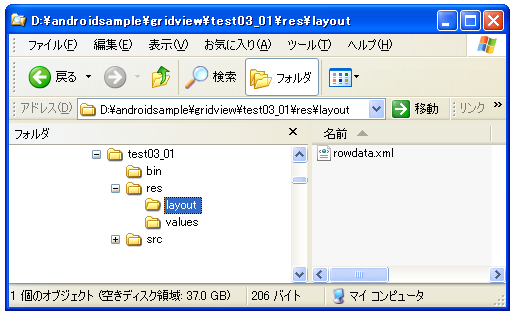 D:¥androidsample¥gridview¥test03_01¥res¥layout
ファイル(F) 編集(E) 表示(V) お気に入り(A) ツール(T) ヘルプ(H)
戻る 検索 フォルダ
アドレス(D) D:¥androidsample¥gridview¥test03_01¥res¥layout 移動 リンク »
フォルダ × 名前
test03_01 rowdata.xml
bin
res
layout
values
src
1 個のオブジェクト (空きディスク領域: 37.0 GB) 206 バイト マイ コンピュータ